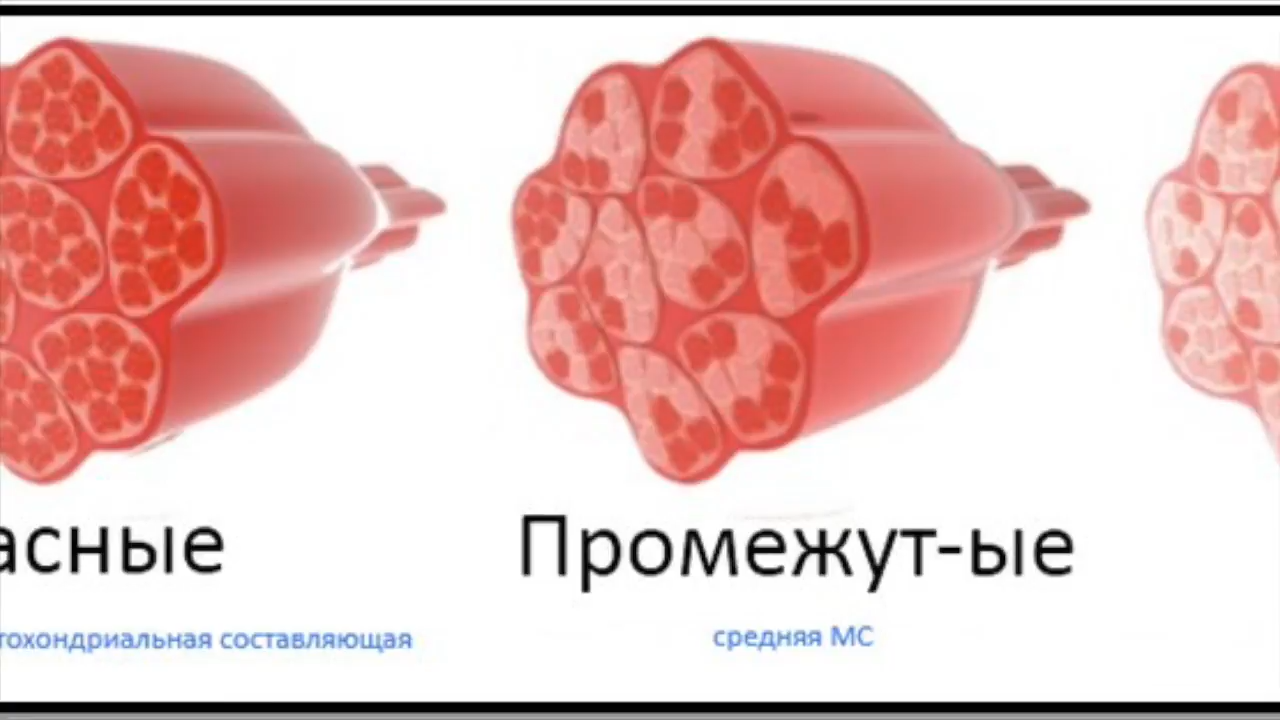 асные Промежут-ые
тохондриальная составляющая средняя МС